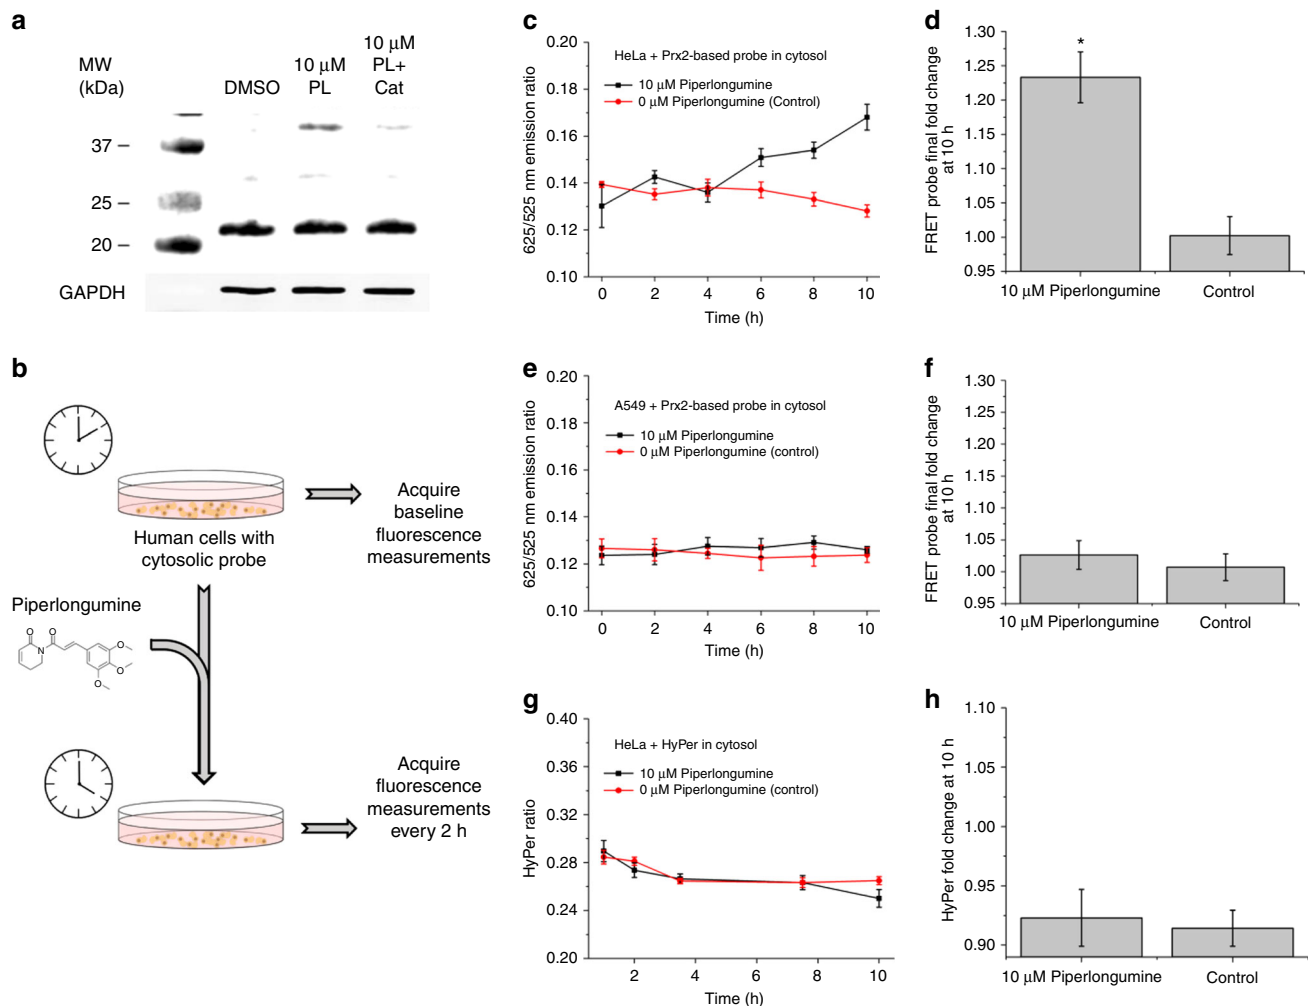 a
MW
(kDa)
DMSO
10 μM
PL
10 μM
PL+
Cat
37
25
20
GAPDH
b
Human cells with
cytosolic probe
Acquire
baseline
fluorescence
measurements
Piperlongumine
O
O
N
O
O
O
Acquire
fluorescence
measurements
every 2 h
c
625/525 nm emission ratio
0.20
0.18
0.16
0.14
0.12
0.10
HeLa + Prx2-based probe in cytosol
10 μM Piperlongumine
0 μM Piperlongumine (Control)
0 2 4 6 8 10
Time (h)
d
FRET probe final fold change
at 10 h
1.30
1.25
1.20
1.15
1.10
1.05
1.00
0.95
*
10 μM Piperlongumine Control
e
625/525 nm emission ratio
0.20
0.18
0.16
0.14
0.12
0.10
A549 + Prx2-based probe in cytosol
10 μM Piperlongumine
0 μM Piperlongumine (control)
0 2 4 6 8 10
Time (h)
f
FRET probe final fold change
at 10 h
1.30
1.25
1.20
1.15
1.10
1.05
1.00
0.95
10 μM Piperlongumine Control
g
HyPer ratio
0.40
0.36
0.32
0.28
0.24
0.20
HeLa + HyPer in cytosol
10 μM Piperlongumine
0 μM Piperlongumine (control)
2 4 6 8 10
Time (h)
h
HyPer fold change at 10 h
1.10
1.05
1.00
0.95
0.90
10 μM Piperlongumine Control